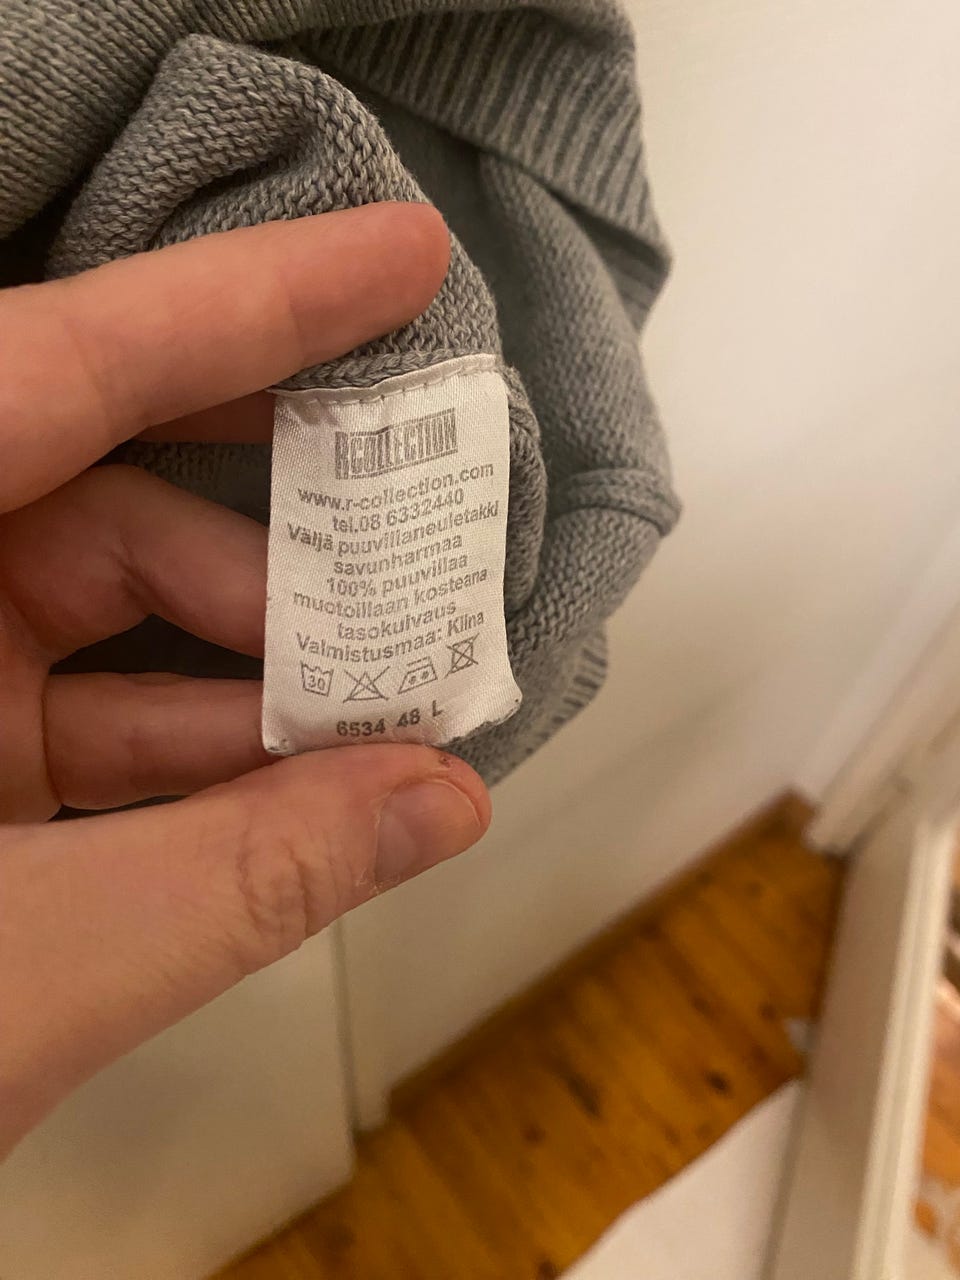 RCOLLECTION
www.r-collection.com
tel.08 6332440
Väljä puuvillaneuletakki
savunharmaa
100% puuvillaa
muotoillaan kosteana
tasokuivaus
Valmistusmaa: Kiina
30
6534 48 L